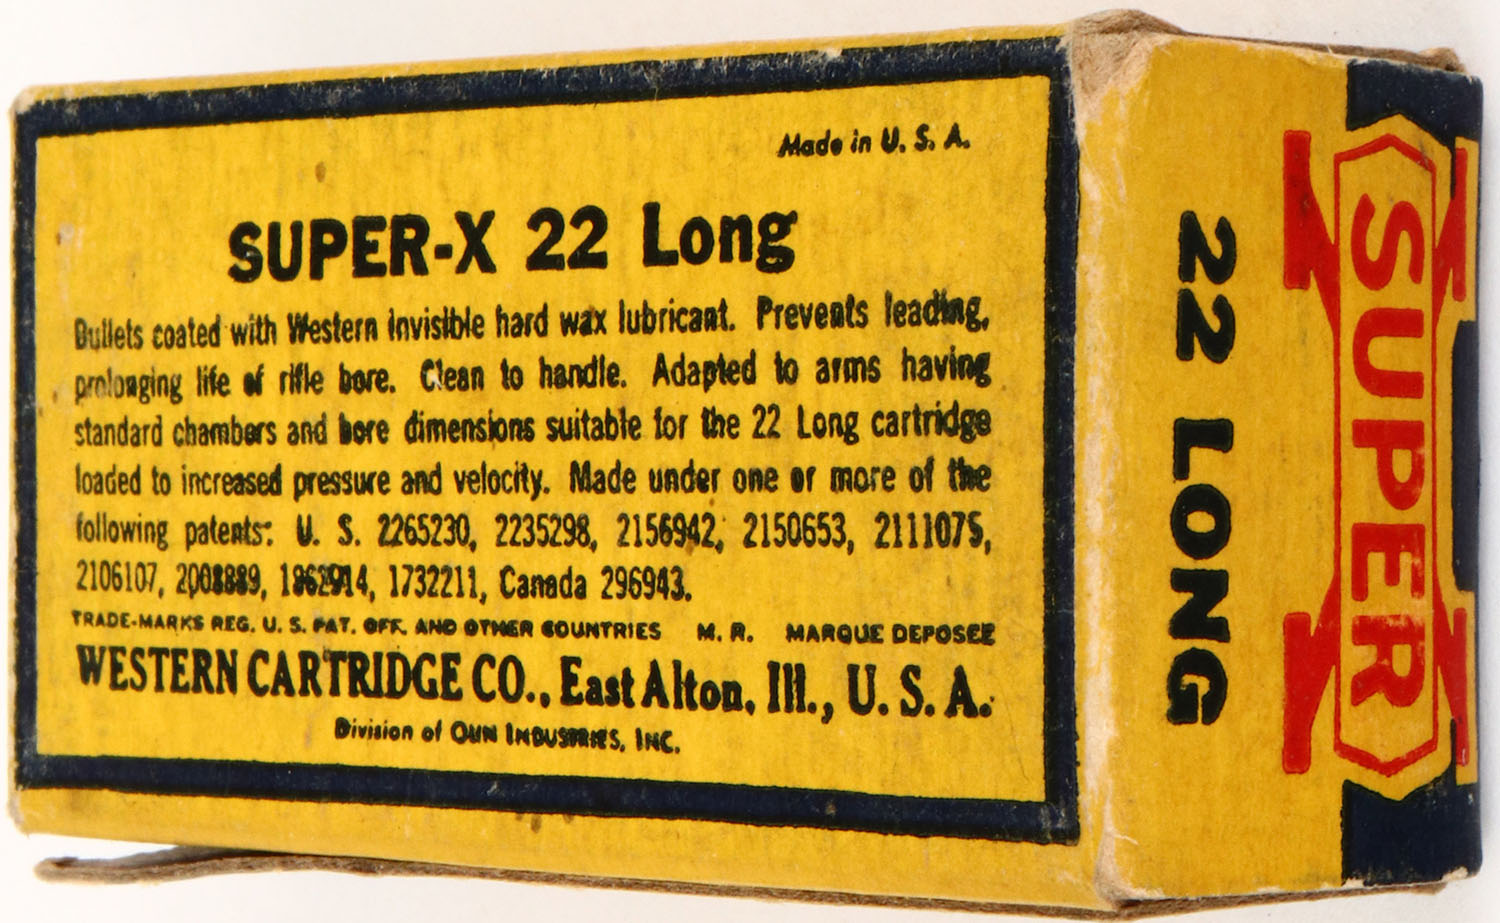 Made in U. S. A.
SUPER-X 22 Long
Bullets coated with Western Invisible hard wax lubricant. Prevents leading,
prolonging life of rifle bore. Clean to handle. Adapted to arms having
standard chambers and bore dimensions suitable for the 22 Long cartridge
loaded to increased pressure and velocity. Made under one or more of the
following patents: U. S. 2265230, 2235298, 2156942, 2150653, 2111075,
2106107, 1732211, Canada 296943.
TRADE-MARKS REG. U. S. PAT. OFF. AND OTHER COUNTRIES M. R. MARQUE DEPOSEE
WESTERN CARTRIDGE CO., East Alton, Ill., U. S. A.
Division of OLIN INDUSTRIES, INC.
22 LONG
SUPER
X